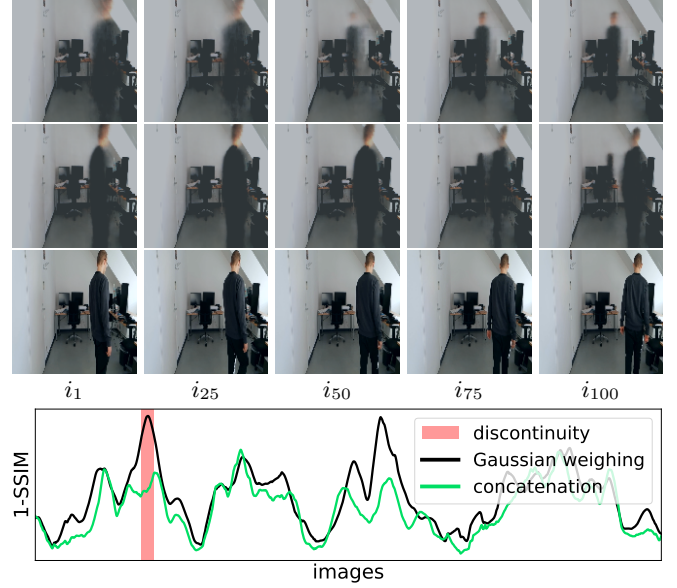 i₁ i₂₅ i₅₀ i₇₅ i₁₀₀
discontinuity
Gaussian weighing
concatenation
1-SSIM
images